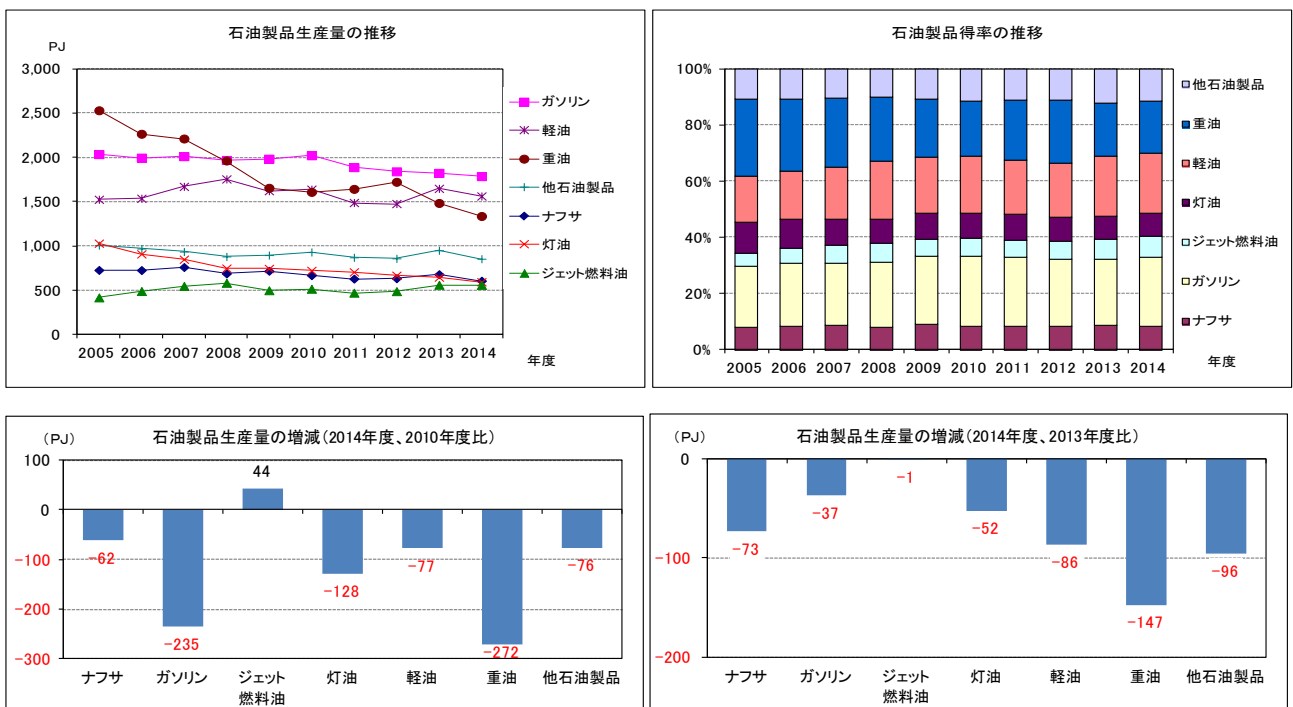 石油製品生産量の推移
PJ
3,000
2,500
2,000
1,500
1,000
500
0
2005 2006 2007 2008 2009 2010 2011 2012 2013 2014
年度
ガソリン
軽油
重油
他石油製品
ナフサ
灯油
ジェット燃料油
石油製品得率の推移
100%
80%
60%
40%
20%
0%
2005 2006 2007 2008 2009 2010 2011 2012 2013 2014
年度
他石油製品
重油
軽油
灯油
ジェット燃料油
ガソリン
ナフサ
石油製品生産量の増減(2014年度、2010年度比)
(PJ)
100
0
-100
-200
-300
-62
-235
44
-128
-77
-272
-76
ナフサ ガソリン ジェット 灯油 軽油 重油 他石油製品
燃料油
石油製品生産量の増減(2014年度、2013年度比)
(PJ)
0
-100
-200
-73
-37
-1
-52
-86
-147
-96
ナフサ ガソリン ジェット 灯油 軽油 重油 他石油製品
燃料油